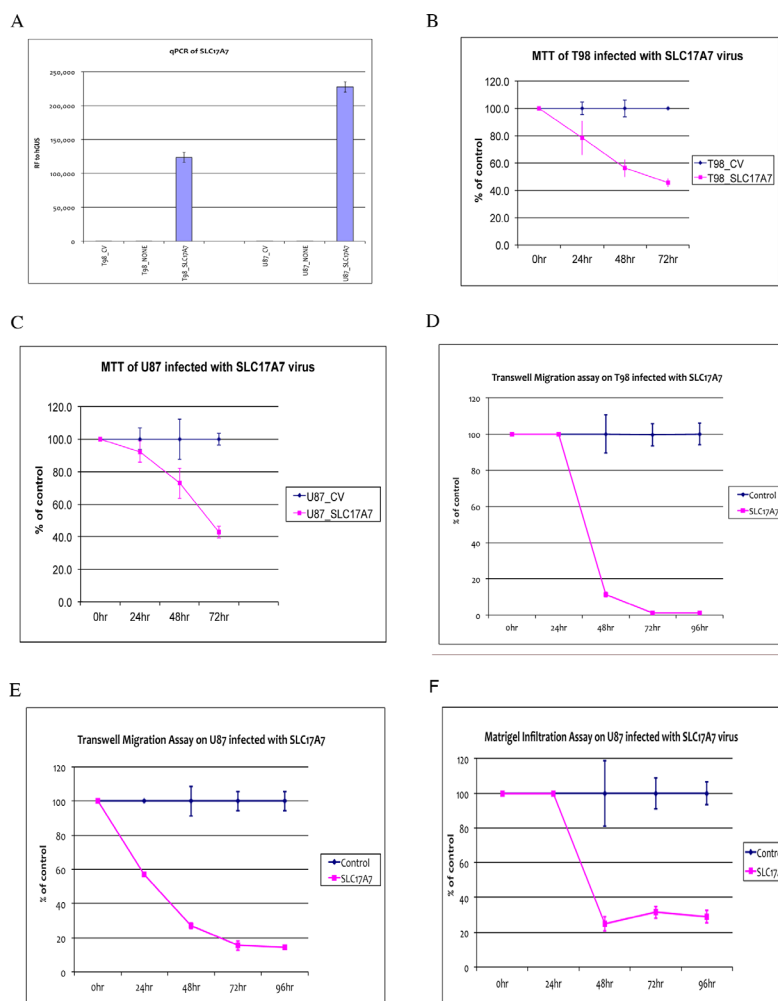 A
qPCR of SLC17A7
250,000
200,000
150,000
100,000
50,000
0
RF to hGUS
T98_CV
T98_NONE
T98_SLC17A7
U87_CV
U87_NONE
U87_SLC17A7
B
MTT of T98 infected with SLC17A7 virus
120.0
100.0
80.0
60.0
40.0
20.0
0.0
% of control
0hr 24hr 48hr 72hr
T98_CV
T98_SLC17A7
C
MTT of U87 infected with SLC17A7 virus
120.0
100.0
80.0
60.0
40.0
20.0
0.0
% of control
0hr 24hr 48hr 72hr
U87_CV
U87_SLC17A7
D
Transwell Migration assay on T98 infected with SLC17A7
120
100
80
60
40
20
0
% of control
0hr 24hr 48hr 72hr 96hr
Control
SLC17A7
E
Transwell Migration Assay on U87 infected with SLC17A7
120
100
80
60
40
20
0
% of control
0hr 24hr 48hr 72hr 96hr
Control
SLC17A7
F
Matrigel Infiltration Assay on U87 infected with SLC17A7 virus
120
100
80
60
40
20
0
% of control
0hr 24hr 48hr 72hr 96hr